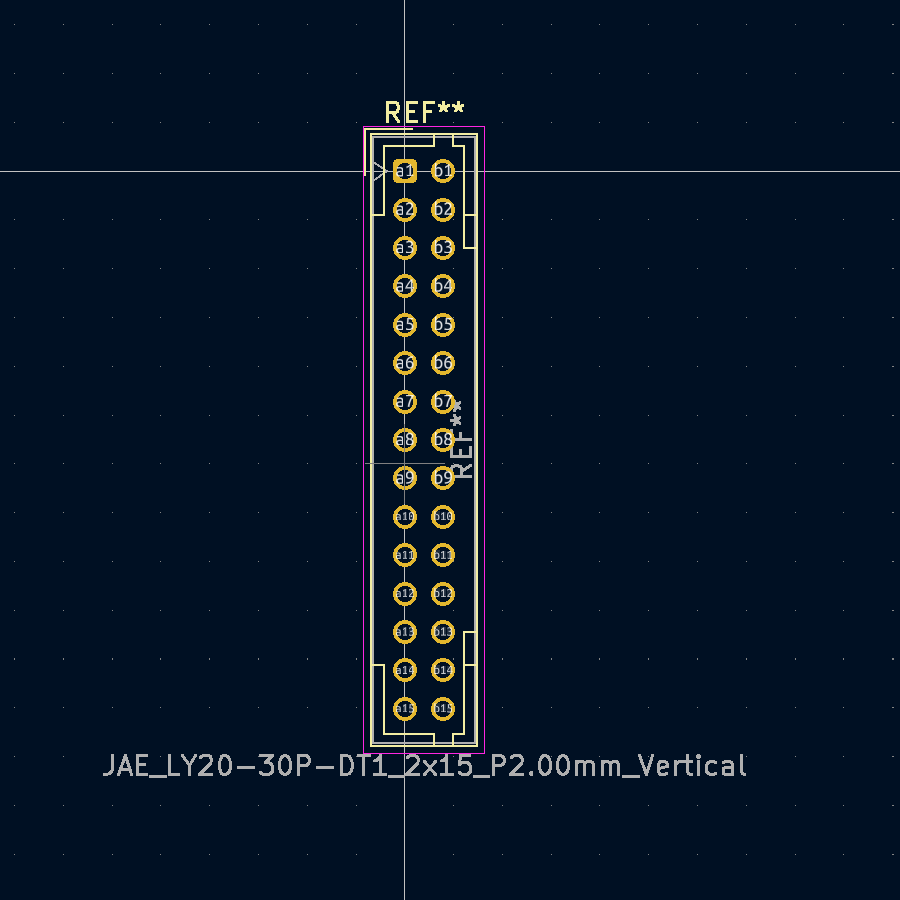 REF**
a1 b1
a2 b2
a3 b3
a4 b4
a5 b5
a6 b6
a7 b7
a8 b8
REF**
a9 b9
a10 b10
a11 b11
a12 b12
a13 b13
a14 b14
a15 b15
JAE_LY20-30P-DT1_2x15_P2.00mm_Vertical